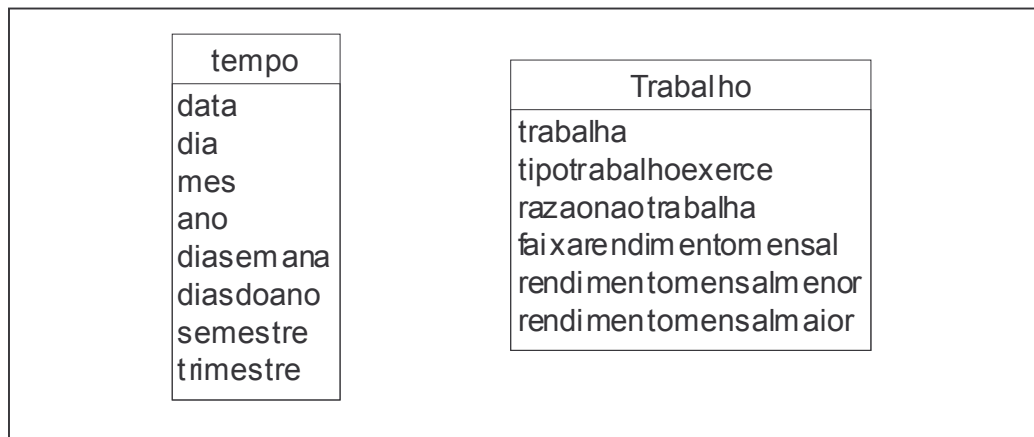 tempo
data
dia
mes
ano
diasemana
diasdoano
semestre
trimestre
Trabalho
trabalha
tipotrabalhoexerce
razaonaotrabalha
faixarendimentomensal
rendimentomensalmenor
rendimentomensalmaior